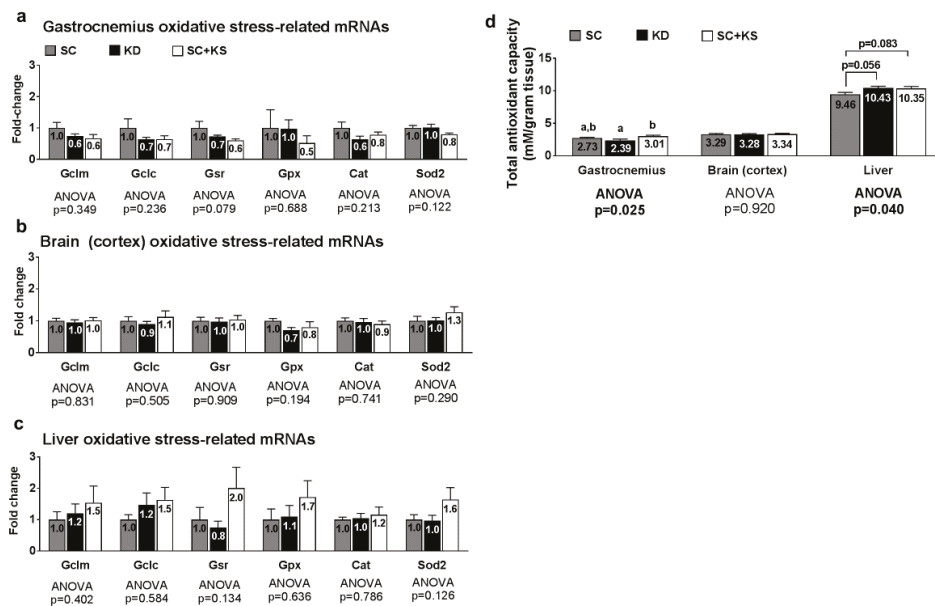 a
Gastrocnemius oxidative stress-related mRNAs
SC KD SC+KS
Fold-change
3
2
1
0
1.0 0.6 0.6 1.0 0.7 0.7 1.0 0.7 0.6 1.0 1.0 0.5 1.0 0.6 0.8 1.0 1.0 0.8
Gclm Gclc Gsr Gpx Cat Sod2
ANOVA ANOVA ANOVA ANOVA ANOVA ANOVA
p=0.349 p=0.236 p=0.079 p=0.688 p=0.213 p=0.122
b
Brain (cortex) oxidative stress-related mRNAs
Fold change
3
2
1
0
1.0 1.0 1.0 1.0 0.9 1.1 1.0 1.0 1.0 1.0 0.7 0.8 1.0 1.0 0.9 1.0 1.0 1.3
Gclm Gclc Gsr Gpx Cat Sod2
ANOVA ANOVA ANOVA ANOVA ANOVA ANOVA
p=0.831 p=0.505 p=0.909 p=0.194 p=0.741 p=0.290
c
Liver oxidative stress-related mRNAs
Fold change
3
2
1
0
1.0 1.2 1.5 1.0 1.2 1.5 1.0 0.8 2.0 1.0 1.1 1.7 1.0 1.0 1.2 1.0 1.0 1.6
Gclm Gclc Gsr Gpx Cat Sod2
ANOVA ANOVA ANOVA ANOVA ANOVA ANOVA
p=0.402 p=0.584 p=0.134 p=0.636 p=0.786 p=0.126
d
SC KD SC+KS
Total antioxidant capacity
(mM/gram tissue)
15
10
5
0
p=0.083
p=0.056
a,b a b
2.73 2.39 3.01 3.29 3.28 3.34 9.46 10.43 10.35
Gastrocnemius Brain (cortex) Liver
ANOVA ANOVA ANOVA
p=0.025 p=0.920 p=0.040